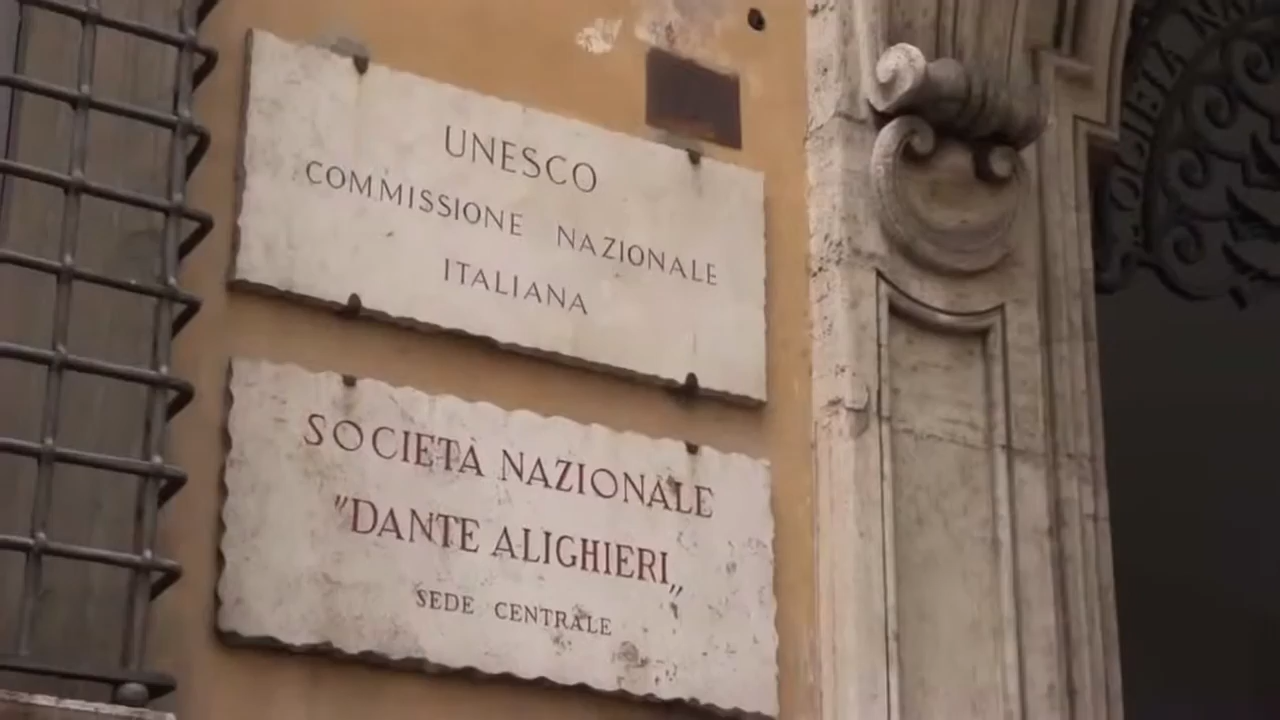 UNESCO
COMMISSIONE NAZIONALE
ITALIANA
SOCIETÀ NAZIONALE
"DANTE ALIGHIERI„
SEDE CENTRALE